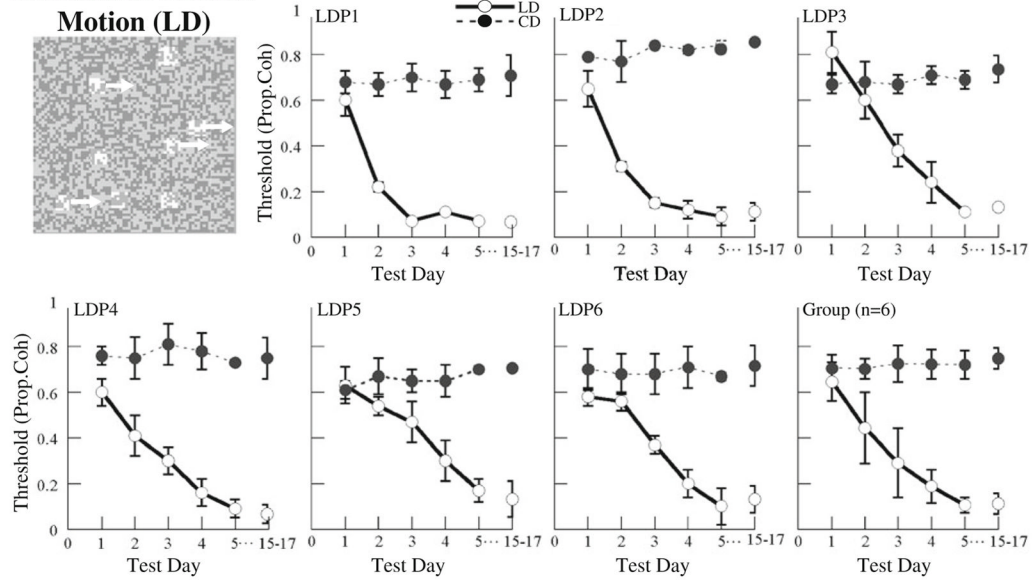 Motion (LD)
LDP1
LD
CD
LDP2
LDP3
1
0.8
0.6
0.4
0.2
0
Threshold (Prop.Coh)
0 1 2 3 4 5··· 15-17
Test Day
0 1 2 3 4 5··· 15-17
Test Day
0 1 2 3 4 5··· 15-17
Test Day
LDP4
LDP5
LDP6
Group (n=6)
1
0.8
0.6
0.4
0.2
0
Threshold (Prop.Coh)
0 1 2 3 4 5··· 15-17
Test Day
0 1 2 3 4 5··· 15-17
Test Day
0 1 2 3 4 5··· 15-17
Test Day
0 1 2 3 4 5··· 15-17
Test Day